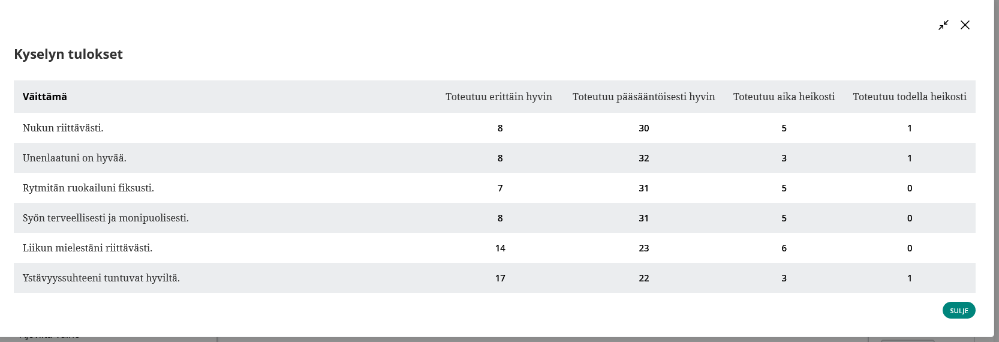 Kyselyn tulokset
Väittämä Toteutuu erittäin hyvin Toteutuu pääsääntöisesti hyvin Toteutuu aika heikosti Toteutuu todella heikosti
Nukun riittävästi. 8 30 5 1
Unenlaatuni on hyvää. 8 32 3 1
Rytmitän ruokailuni fiksusti. 7 31 5 0
Syön terveellisesti ja monipuolisesti. 8 31 5 0
Liikun mielestäni riittävästi. 14 23 6 0
Ystävyyssuhteeni tuntuvat hyviltä. 17 22 3 1
SULJE